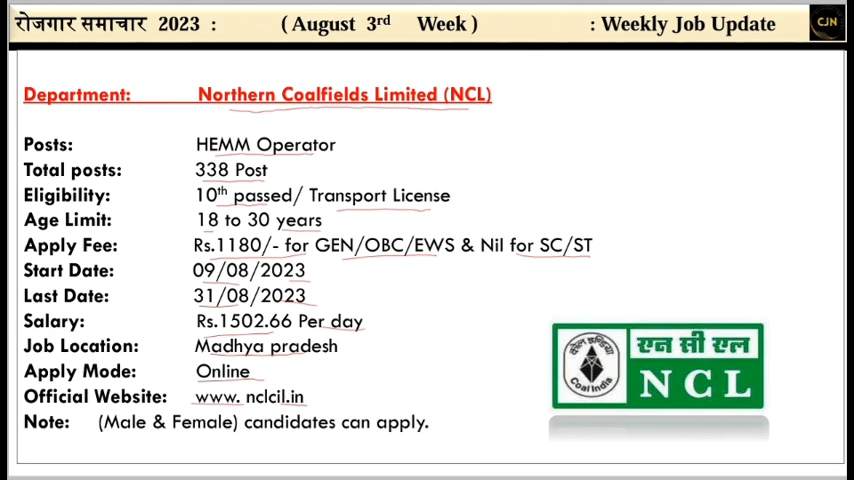 रोजगार समाचार 2023 : ( August 3rd Week ) : Weekly Job Update
CJN
Department: Northern Coalfields Limited (NCL)
Posts: HEMM Operator
Total posts: 338 Post
Eligibility: 10th passed/ Transport License
Age Limit: 18 to 30 years
Apply Fee: Rs.1180/- for GEN/OBC/EWS & Nil for SC/ST
Start Date: 09/08/2023
Last Date: 31/08/2023
Salary: Rs.1502.66 Per day
Job Location: Madhya pradesh
Apply Mode: Online
Official Website: www. nclcil.in
Note: (Male & Female) candidates can apply.
कोल इण्डिया
Coal India
एन सी एल
NCL